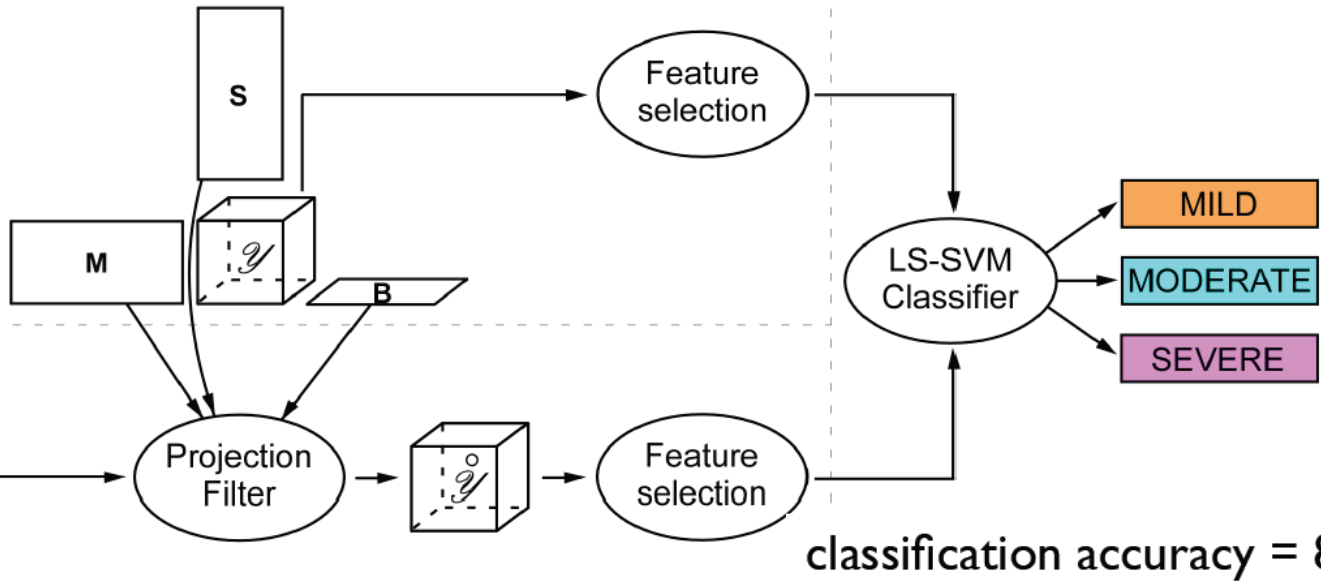 S
Feature
selection
M
𝒴
B
LS-SVM
Classifier
MILD
MODERATE
SEVERE
Projection
Filter
𝒴̊
Feature
selection
classification accuracy =